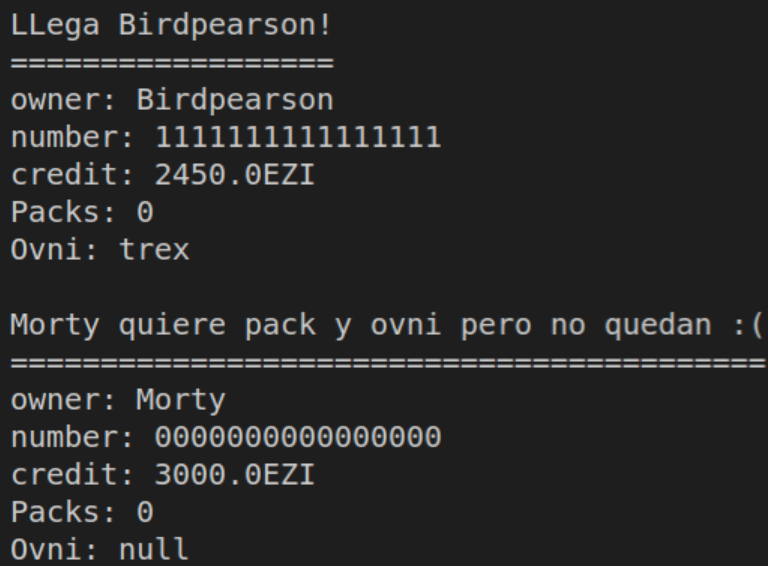 LLega Birdpearson!
==================
owner: Birdpearson
number: 1111111111111111
credit: 2450.0EZI
Packs: 0
Ovni: trex
Morty quiere pack y ovni pero no quedan :(
==========================================
owner: Morty
number: 0000000000000000
credit: 3000.0EZI
Packs: 0
Ovni: null